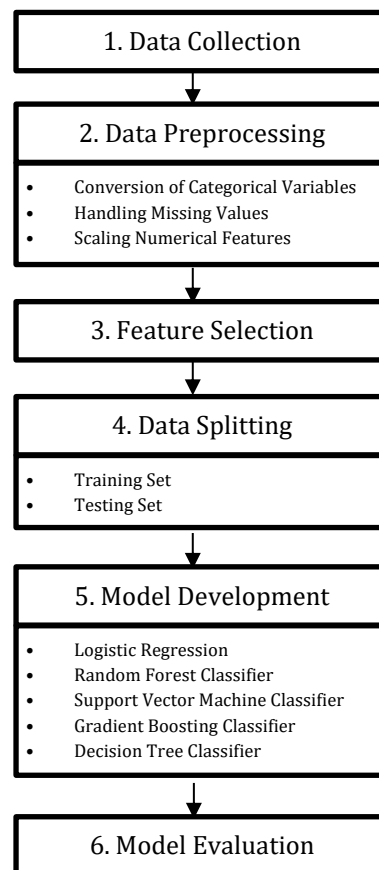 1. Data Collection
2. Data Preprocessing
• Conversion of Categorical Variables
• Handling Missing Values
• Scaling Numerical Features
3. Feature Selection
4. Data Splitting
• Training Set
• Testing Set
5. Model Development
• Logistic Regression
• Random Forest Classifier
• Support Vector Machine Classifier
• Gradient Boosting Classifier
• Decision Tree Classifier
6. Model Evaluation